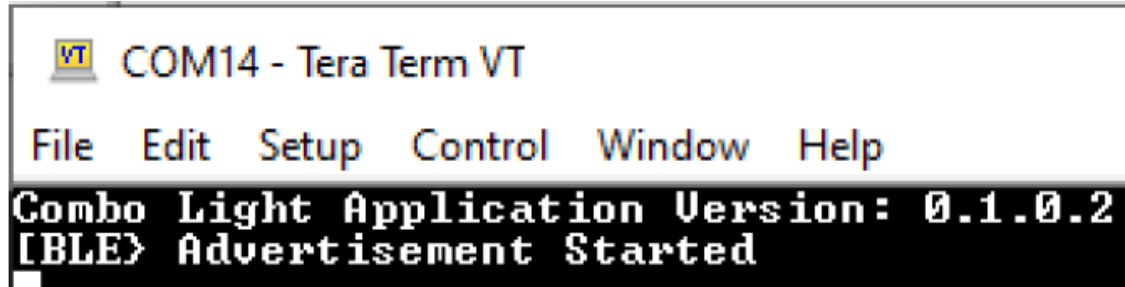 VT COM14 - Tera Term VT
File Edit Setup Control Window Help
Combo Light Application Version: 0.1.0.2
[BLE> Advertisement Started